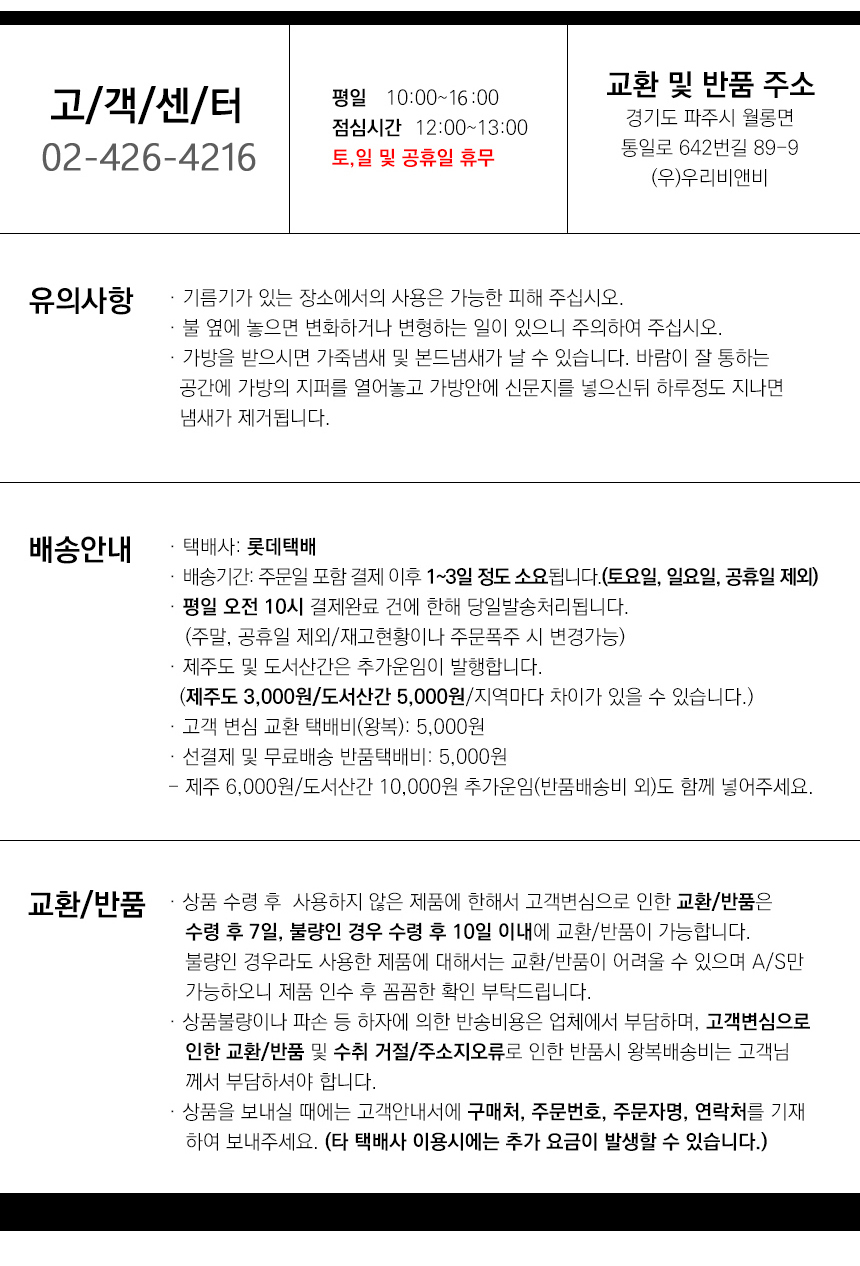 고/객/센/터
02-426-4216
평일 10:00~16:00
점심시간 12:00~13:00
토,일 및 공휴일 휴무
교환 및 반품 주소
경기도 파주시 월롱면
통일로 642번길 89-9
(우)우리비앤비
유의사항
· 기름기가 있는 장소에서의 사용은 가능한 피해 주십시오.
· 불 옆에 놓으면 변화하거나 변형하는 일이 있으니 주의하여 주십시오.
· 가방을 받으시면 가죽냄새 및 본드냄새가 날 수 있습니다. 바람이 잘 통하는
공간에 가방의 지퍼를 열어놓고 가방안에 신문지를 넣으신뒤 하루정도 지나면
냄새가 제거됩니다.
배송안내
· 택배사: 롯데택배
· 배송기간: 주문일 포함 결제 이후 1~3일 정도 소요됩니다.(토요일, 일요일, 공휴일 제외)
· 평일 오전 10시 결제완료 건에 한해 당일발송처리됩니다.
(주말, 공휴일 제외/재고현황이나 주문폭주 시 변경가능)
· 제주도 및 도서산간은 추가운임이 발행합니다.
(제주도 3,000원/도서산간 5,000원/지역마다 차이가 있을 수 있습니다.)
· 고객 변심 교환 택배비(왕복): 5,000원
· 선결제 및 무료배송 반품택배비: 5,000원
- 제주 6,000원/도서산간 10,000원 추가운임(반품배송비 외)도 함께 넣어주세요.
교환/반품
· 상품 수령 후 사용하지 않은 제품에 한해서 고객변심으로 인한 교환/반품은
수령 후 7일, 불량인 경우 수령 후 10일 이내에 교환/반품이 가능합니다.
불량인 경우라도 사용한 제품에 대해서는 교환/반품이 어려울 수 있으며 A/S만
가능하오니 제품 인수 후 꼼꼼한 확인 부탁드립니다.
· 상품불량이나 파손 등 하자에 의한 반송비용은 업체에서 부담하며, 고객변심으로
인한 교환/반품 및 수취 거절/주소지오류로 인한 반품시 왕복배송비는 고객님
께서 부담하셔야 합니다.
· 상품을 보내실 때에는 고객안내서에 구매처, 주문번호, 주문자명, 연락처를 기재
하여 보내주세요. (타 택배사 이용시에는 추가 요금이 발생할 수 있습니다.)